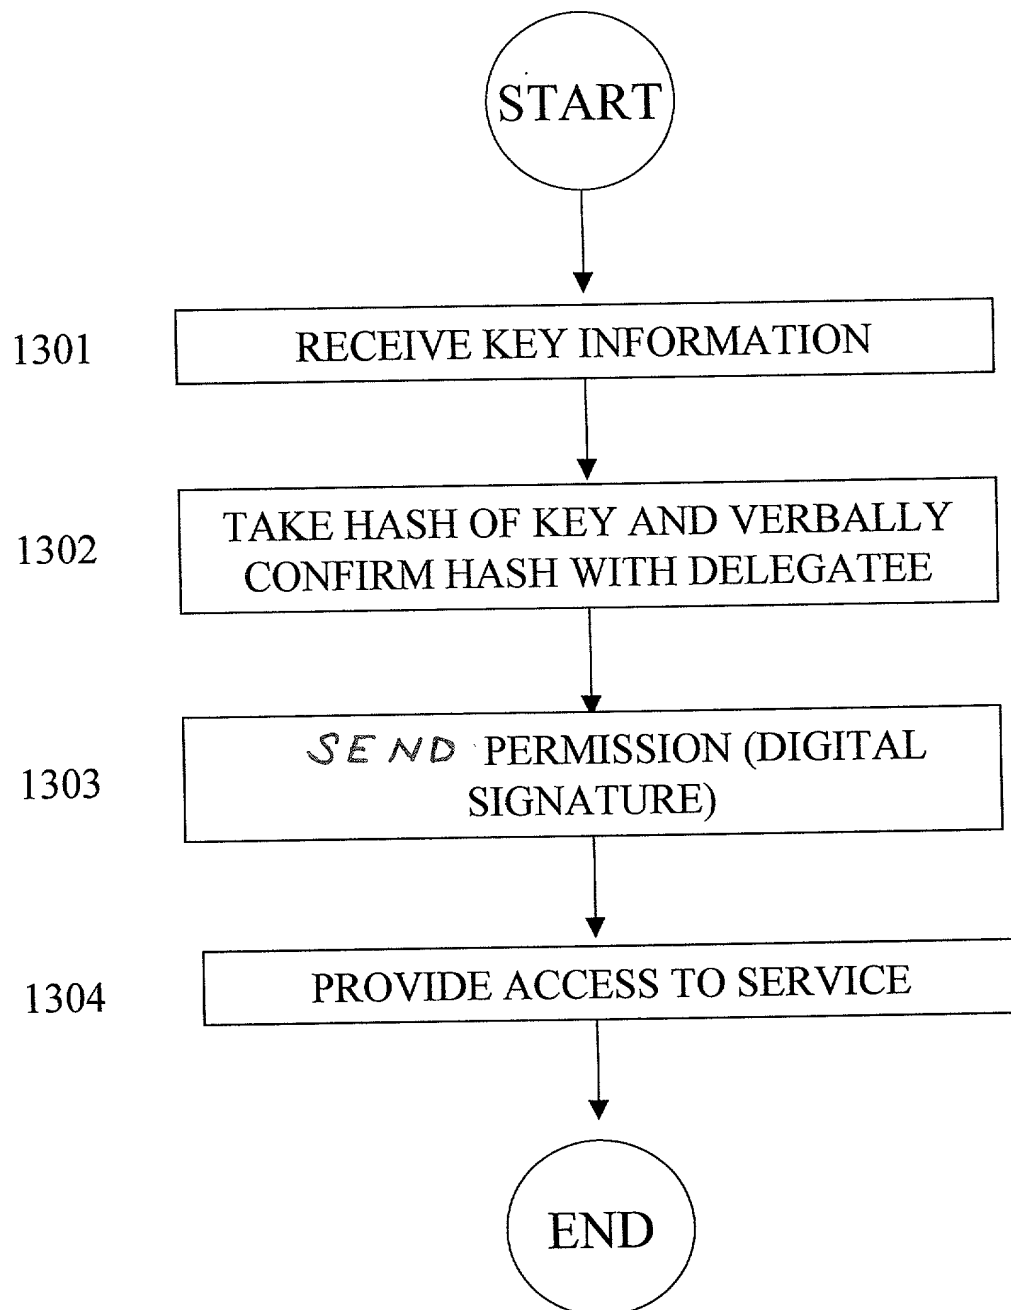 START
1301
RECEIVE KEY INFORMATION
1302
TAKE HASH OF KEY AND VERBALLY
CONFIRM HASH WITH DELEGATEE
1303
SEND PERMISSION (DIGITAL
SIGNATURE)
1304
PROVIDE ACCESS TO SERVICE
END